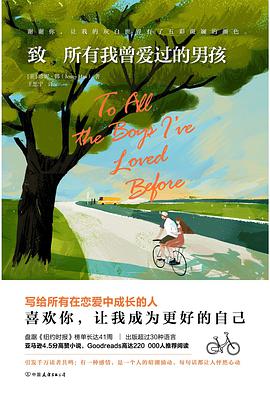 谢谢你，让我的灰白世界有了五彩斑斓的颜色
致 所有我曾爱过的男孩
[美]珍妮·韩（Jenny Han）著
To All
the Boys I've
Loved
Before
写给所有在恋爱中成长的人
喜欢你，让我成为更好的自己
盘踞《纽约时报》榜单长达41周 | 出版超过30种语言
亚马逊4.5分高赞小说、Goodreads高达220 000人推荐阅读
引发千万读者共鸣：有一种感情，是一个人的暗潮涌动，每句话都让人怦然心动
中国友谊出版公司